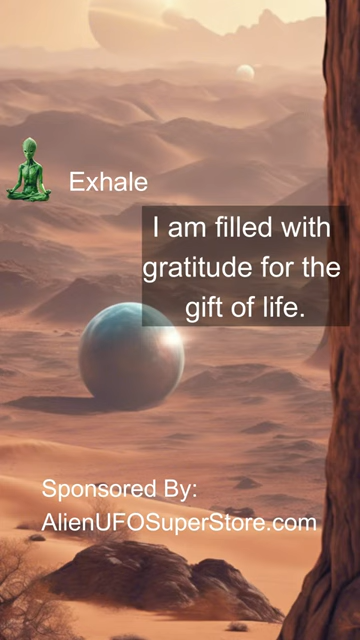 Exhale
I am filled with
gratitude for the
gift of life.
Sponsored By:
AlienUFOSuperStore.com